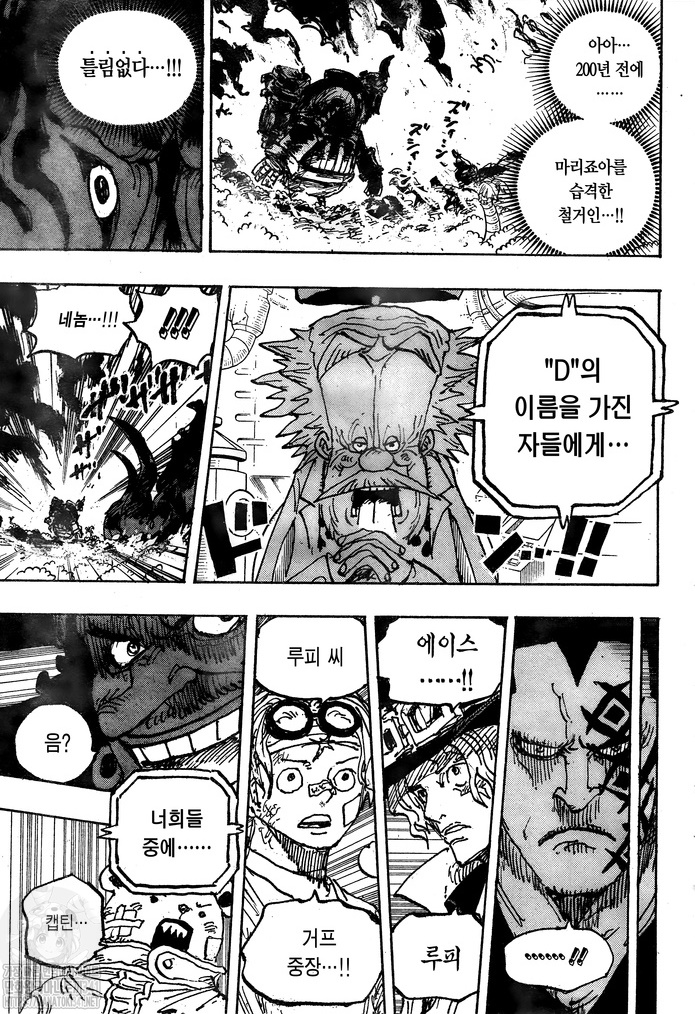 아아…
200년 전에
……
마리죠아를
습격한
철거인…!!
틀림없다…!!!
"D"의
이름을 가진
자들에게…
ドン!!
!!!
네놈…!!!
……!!
에이스
……!!
루피
루피 씨
거프
중장…!!
음?
너희들
중에……
캡틴…